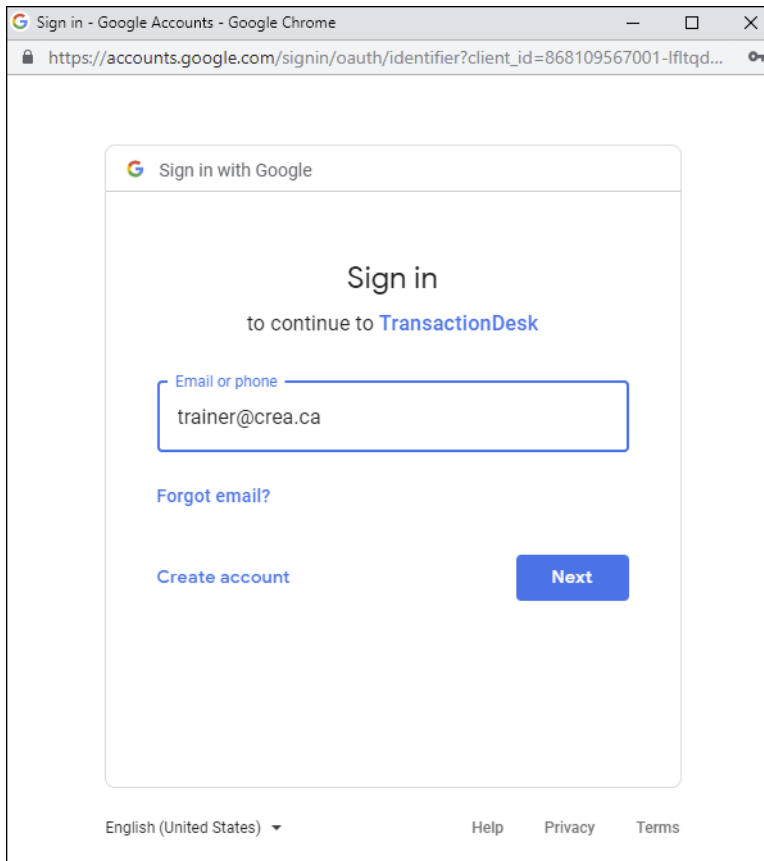 Sign in - Google Accounts - Google Chrome
https://accounts.google.com/signin/oauth/identifier?client_id=868109567001-lfltqd...
Sign in with Google
Sign in
to continue to TransactionDesk
Email or phone
trainer@crea.ca
Forgot email?
Create account Next
English (United States) Help Privacy Terms